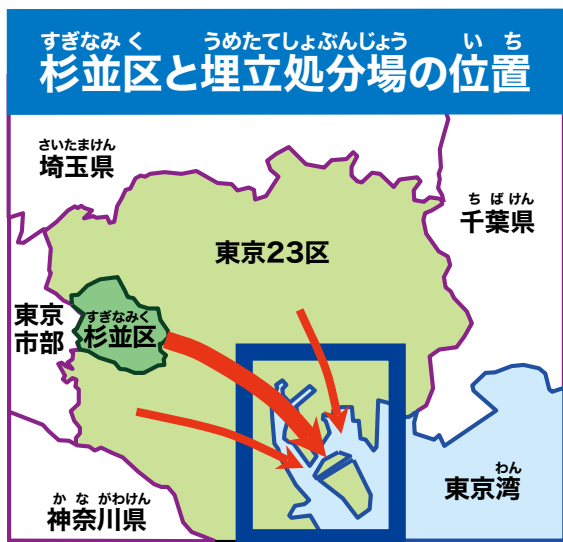 すぎなみく うめたてしょぶんじょう いち
杉並区と埋立処分場の位置
さいたまけん
埼玉県
ちばけん
千葉県
東京23区
東京
市部
すぎなみく
杉並区
わん
東京湾
かながわけん
神奈川県